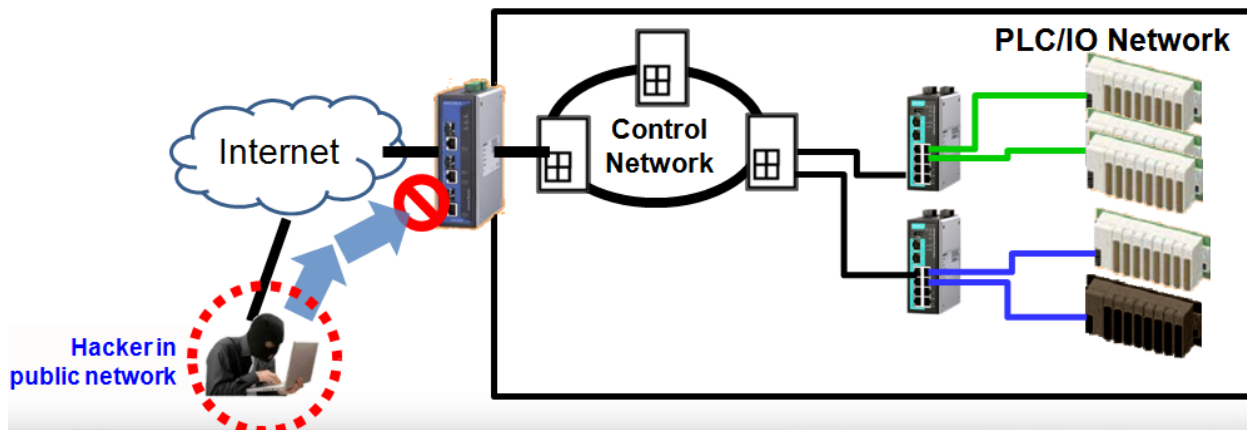 PLC/IO Network
Internet
Control
Network
Hacker in
public network